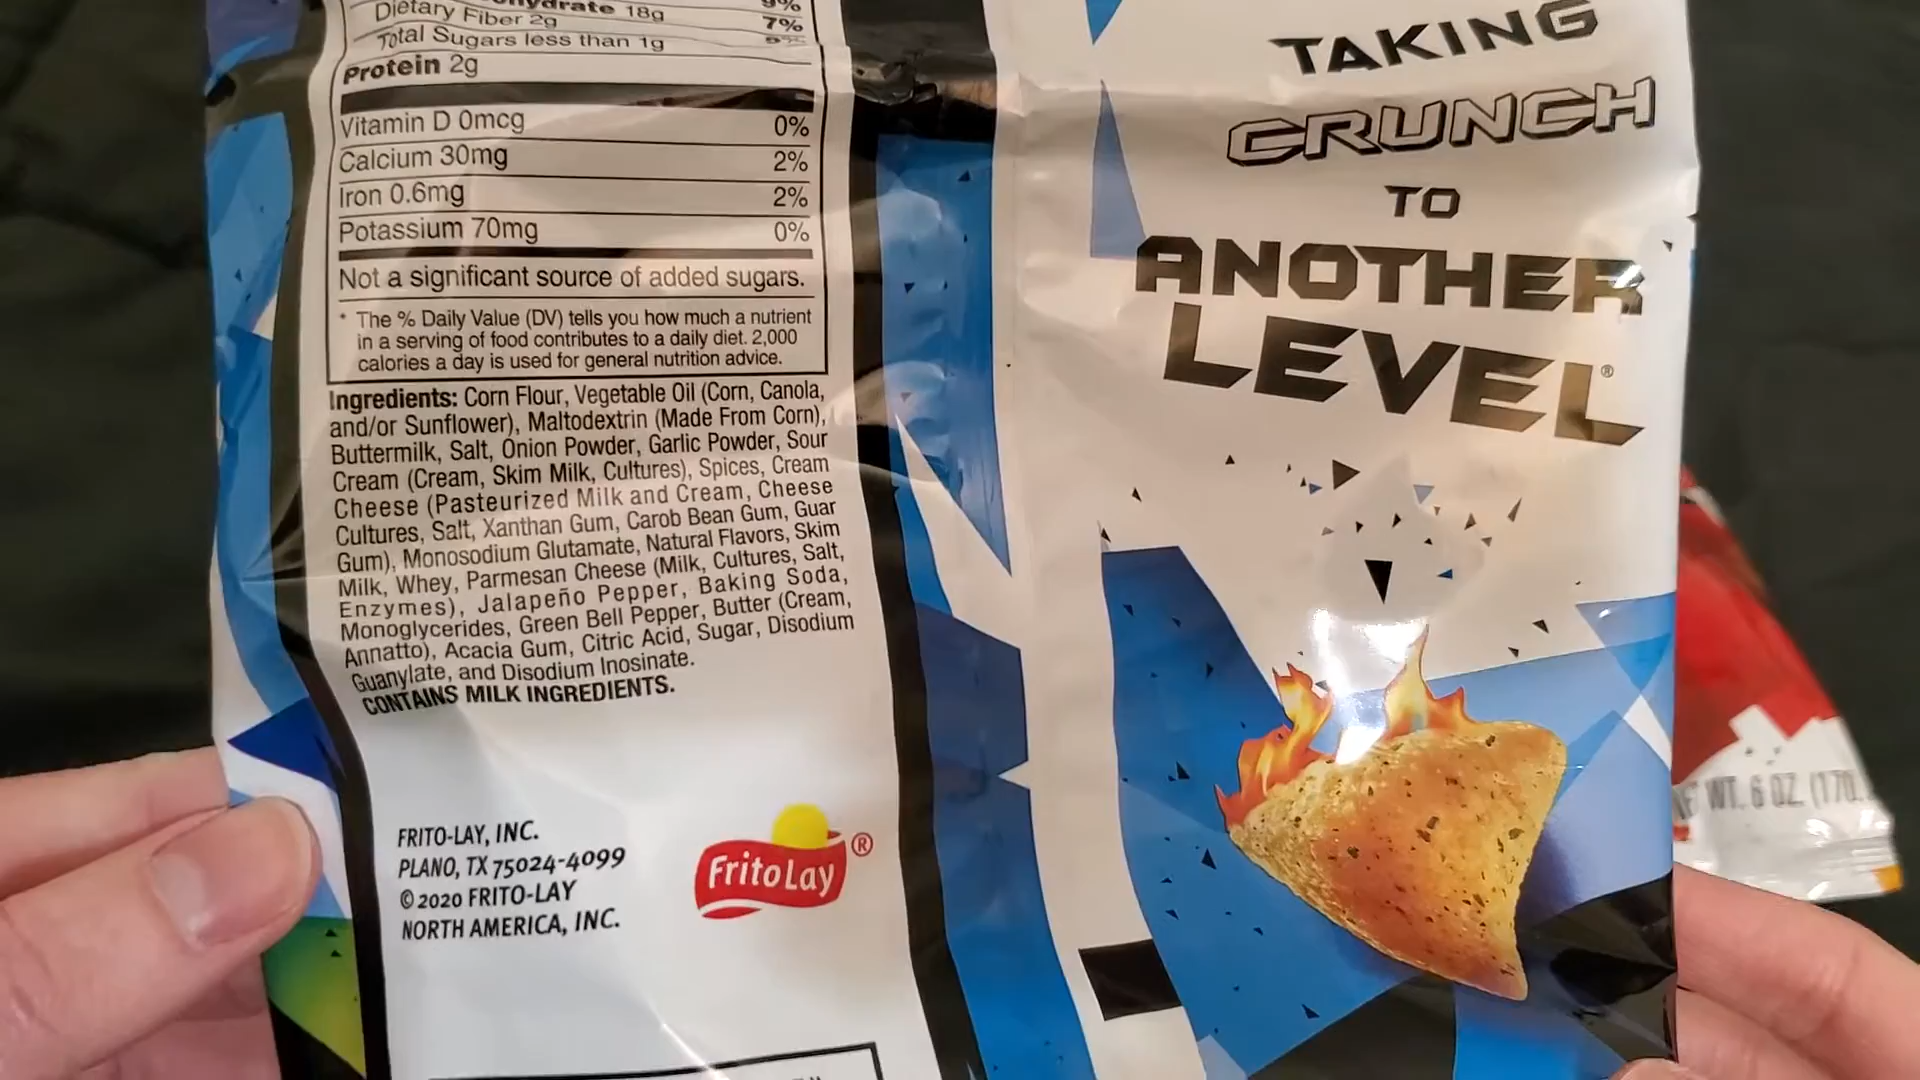 ohydrate 18g 9%
Dietary Fiber 2g 7%
Total Sugars less than 1g
Protein 2g
Vitamin D 0mcg 0%
Calcium 30mg 2%
Iron 0.6mg 2%
Potassium 70mg 0%
Not a significant source of added sugars.
* The % Daily Value (DV) tells you how much a nutrient
in a serving of food contributes to a daily diet. 2,000
calories a day is used for general nutrition advice.
Ingredients: Corn Flour, Vegetable Oil (Corn, Canola,
and/or Sunflower), Maltodextrin (Made From Corn),
Buttermilk, Salt, Onion Powder, Garlic Powder, Sour
Cream (Cream, Skim Milk, Cultures), Spices, Cream
Cheese (Pasteurized Milk and Cream, Cheese
Cultures, Salt, Xanthan Gum, Carob Bean Gum, Guar
Gum), Monosodium Glutamate, Natural Flavors, Skim
Milk, Whey, Parmesan Cheese (Milk, Cultures, Salt,
Enzymes), Jalapeño Pepper, Baking Soda,
Monoglycerides, Green Bell Pepper, Butter (Cream,
Annatto), Acacia Gum, Citric Acid, Sugar, Disodium
Guanylate, and Disodium Inosinate.
CONTAINS MILK INGREDIENTS.
FRITO-LAY, INC.
PLANO, TX 75024-4099
© 2020 FRITO-LAY
NORTH AMERICA, INC.
FritoLay®
TAKING
CRUNCH
TO
ANOTHER
LEVEL®
WT. 6 OZ. (170